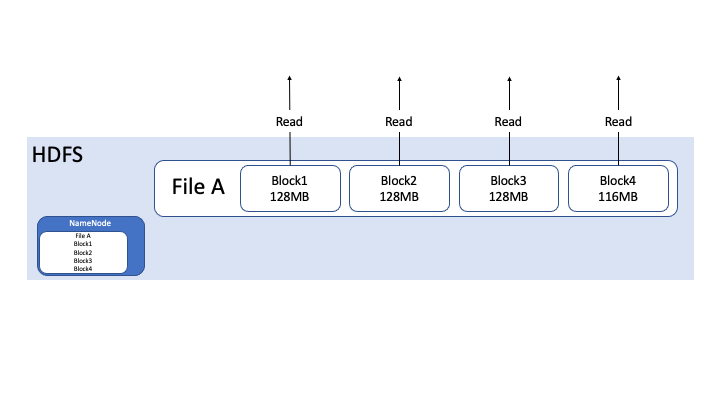 Read
Read
Read
Read
HDFS
File A
Block1
128MB
Block2
128MB
Block3
128MB
Block4
116MB
NameNode
File A
Block1
Block2
Block3
Block4